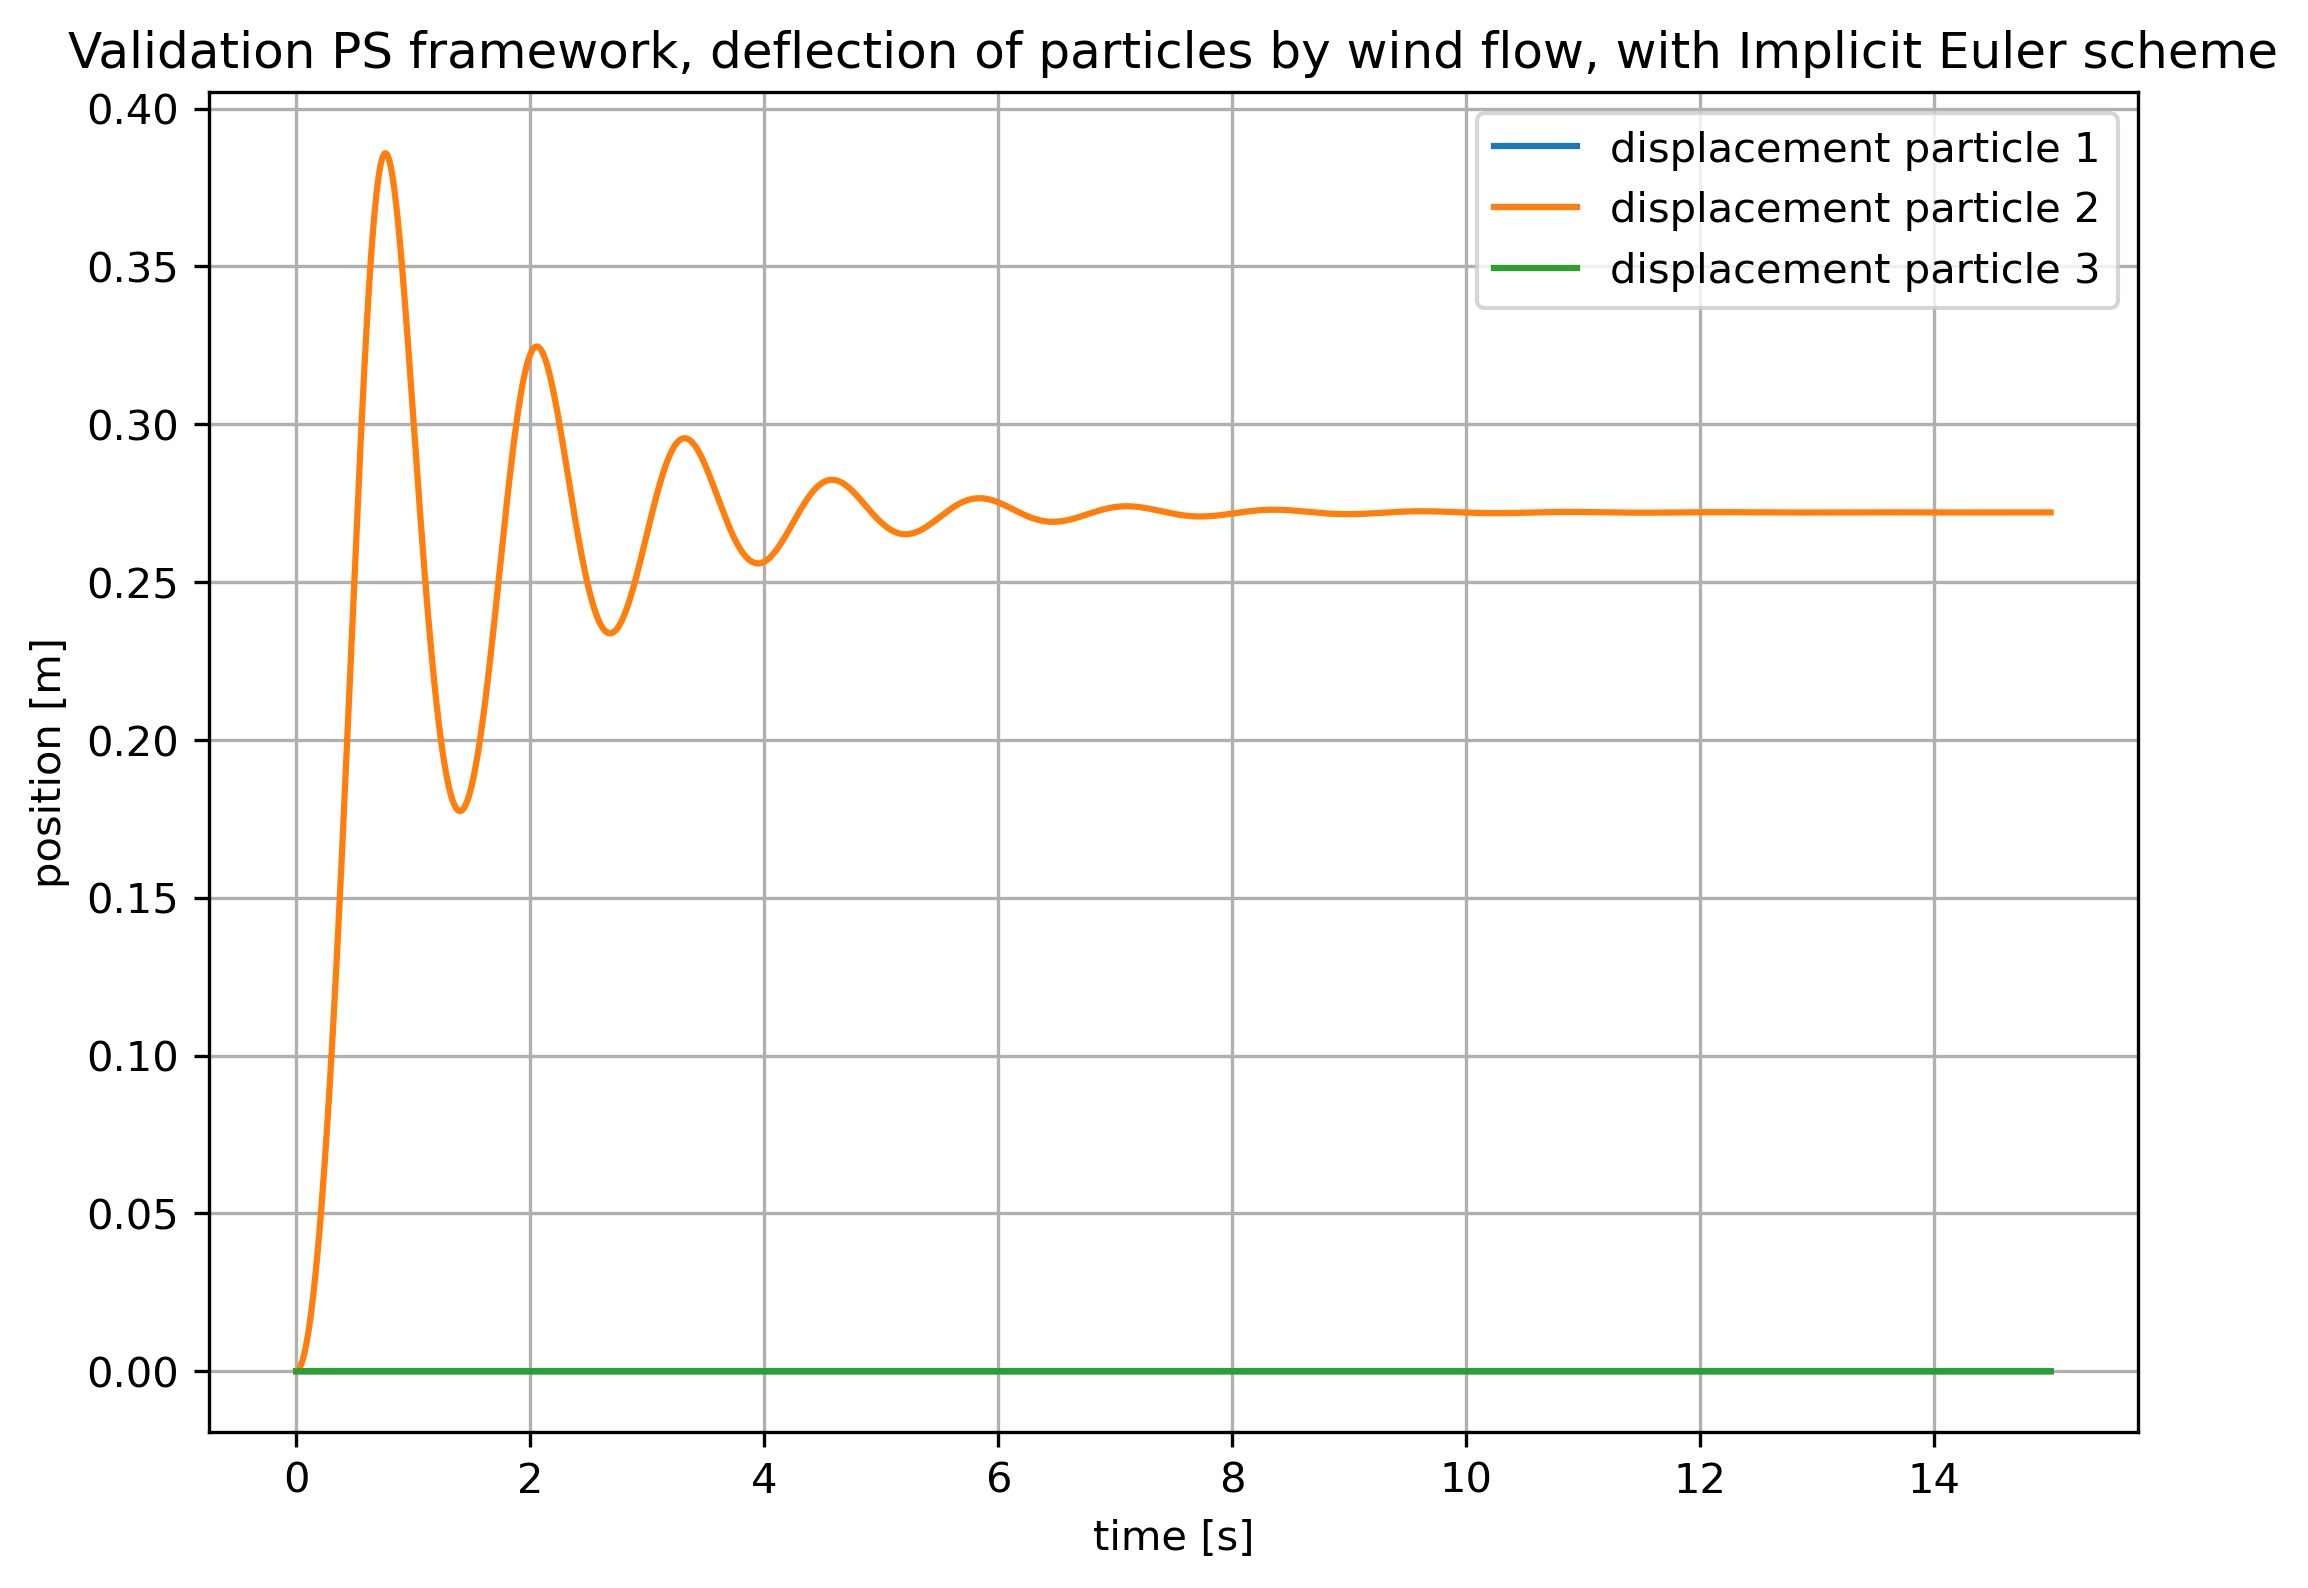 Validation PS framework, deflection of particles by wind flow, with Implicit Euler scheme
0.40
0.35
0.30
0.25
0.20
0.15
0.10
0.05
0.00
position [m]
displacement particle 1
displacement particle 2
displacement particle 3
0 2 4 6 8 10 12 14
time [s]